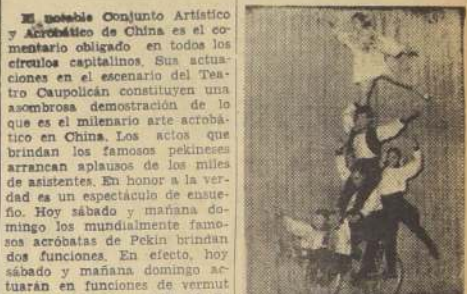 El notable Conjunto Artístico
y Acrobático de China es el co-
mentario obligado en todos los
círculos capitalinos. Sus actua-
ciones en el escenario del Tea-
tro Caupolicán constituyen una
asombrosa demostración de lo
que es el milenario arte acrobá-
tico en China. Los actos que
brindan los famosos pekineses
arrancan aplausos de los miles
de asistentes. En honor a la ver-
dad es un espectáculo de ensue-
ño. Hoy sábado y mañana do-
mingo los mundialmente famo-
sos acróbatas de Pekín brindan
dos funciones. En efecto, hoy
sábado y mañana domingo ac-
tuarán en funciones de vermut